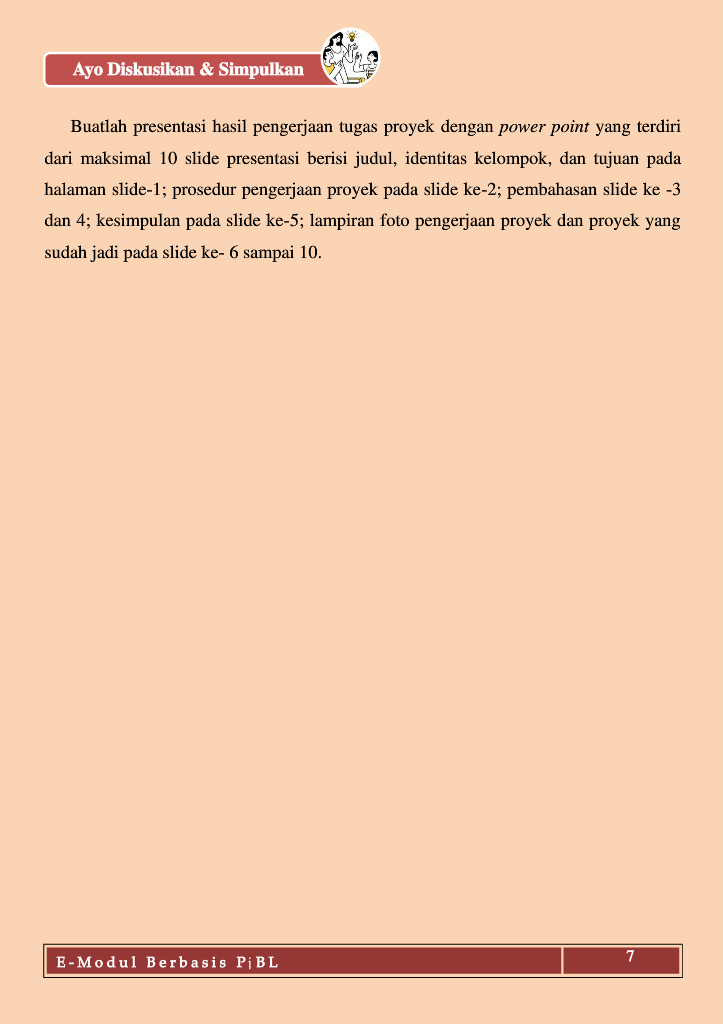 Ayo Diskusikan & Simpulkan
Buatlah presentasi hasil pengerjaan tugas proyek dengan power point yang terdiri
dari maksimal 10 slide presentasi berisi judul, identitas kelompok, dan tujuan pada
halaman slide-1; prosedur pengerjaan proyek pada slide ke-2; pembahasan slide ke -3
dan 4; kesimpulan pada slide ke-5; lampiran foto pengerjaan proyek dan proyek yang
sudah jadi pada slide ke- 6 sampai 10.
E-Modul Berbasis PjBL
7